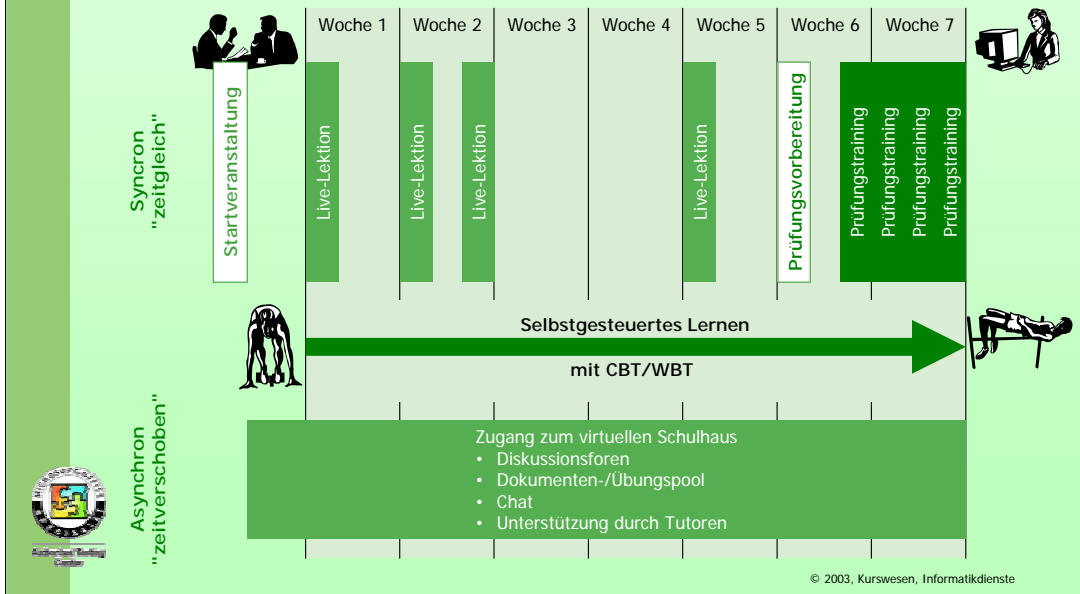 Woche 1
Woche 2
Woche 3
Woche 4
Woche 5
Woche 6
Woche 7
Syncron
"zeitgleich"
Startveranstaltung
Live-Lektion
Live-Lektion
Live-Lektion
Live-Lektion
Prüfungsvorbereitung
Prüfungstraining
Prüfungstraining
Prüfungstraining
Prüfungstraining
Selbstgesteuertes Lernen
mit CBT/WBT
Asynchron
"zeitverschoben"
Zugang zum virtuellen Schulhaus
• Diskussionsforen
• Dokumenten-/Übungspool
• Chat
• Unterstützung durch Tutoren
© 2003, Kurswesen, Informatikdienste